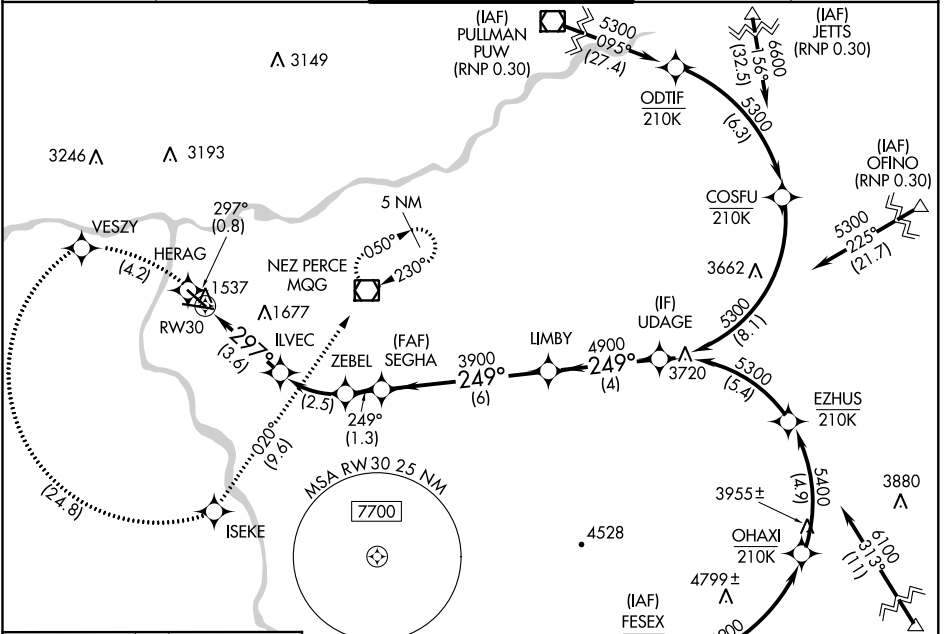 (IAF)
PULLMAN
PUW
(RNP 0.30)
5300
095°
(27.4)
(IAF)
JETTS
(RNP 0.30)
6600
156°
(32.5)
3149
ODTIF
210K
5300
(6.3)
3246
3193
(IAF)
OFINO
(RNP 0.30)
297°
(0.8)
5 NM
COSFU
210K
5300
225°
(21.7)
VESZY
(4.2)
HERAG
050°
230°
NEZ PERCE
MQG
1537
1677
RW30
3662
5300
(8.1)
(IF)
UDAGE
297°
(3.6)
ILVEC
ZEBEL
(FAF)
SEGHA
3900
249°
(6)
LIMBY
4900
249°
(4)
3720
5300
(5.4)
EZHUS
210K
(2.5)
249°
(1.3)
020°
(9.6)
MSA RW30 25 NM
7700
5400
(4.9)
3955±
3880
(24.8)
ISEKE
4528
OHAXI
210K
6100
313°
(11)
4799±
(IAF)
FESEX